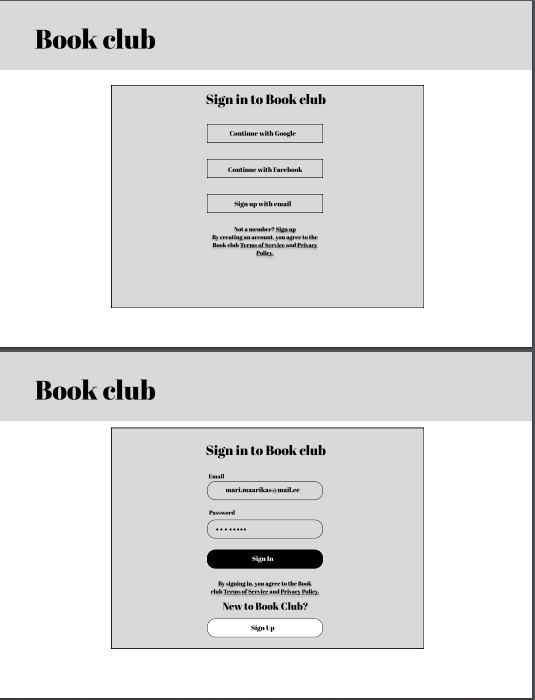 Book club
Sign in to Book club
Continue with Google
Continue with Facebook
Sign up with email
Not a member? Sign up
By creating an account, you agree to the
Book club Terms of Service and Privacy
Policy.
Book club
Sign in to Book club
Email
mari.maarikas@mail.ee
Password
••••••••
Sign In
By signing in, you agree to the Book
club Terms of Service and Privacy Policy.
New to Book Club?
Sign Up